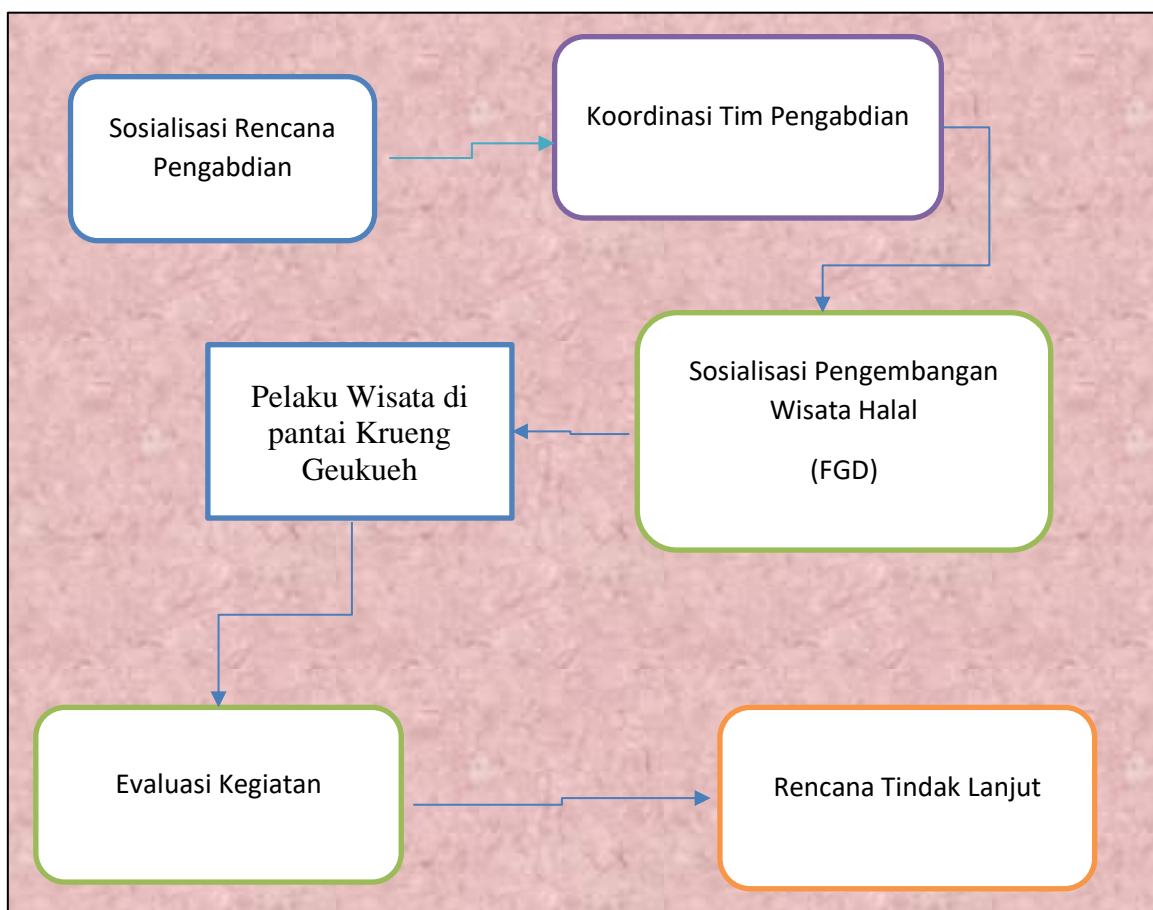 Sosialisasi Rencana
Pengabdian
Koordinasi Tim Pengabdian
Sosialisasi Pengembangan
Wisata Halal
(FGD)
Pelaku Wisata di
pantai Krueng
Geukueh
Evaluasi Kegiatan
Rencana Tindak Lanjut